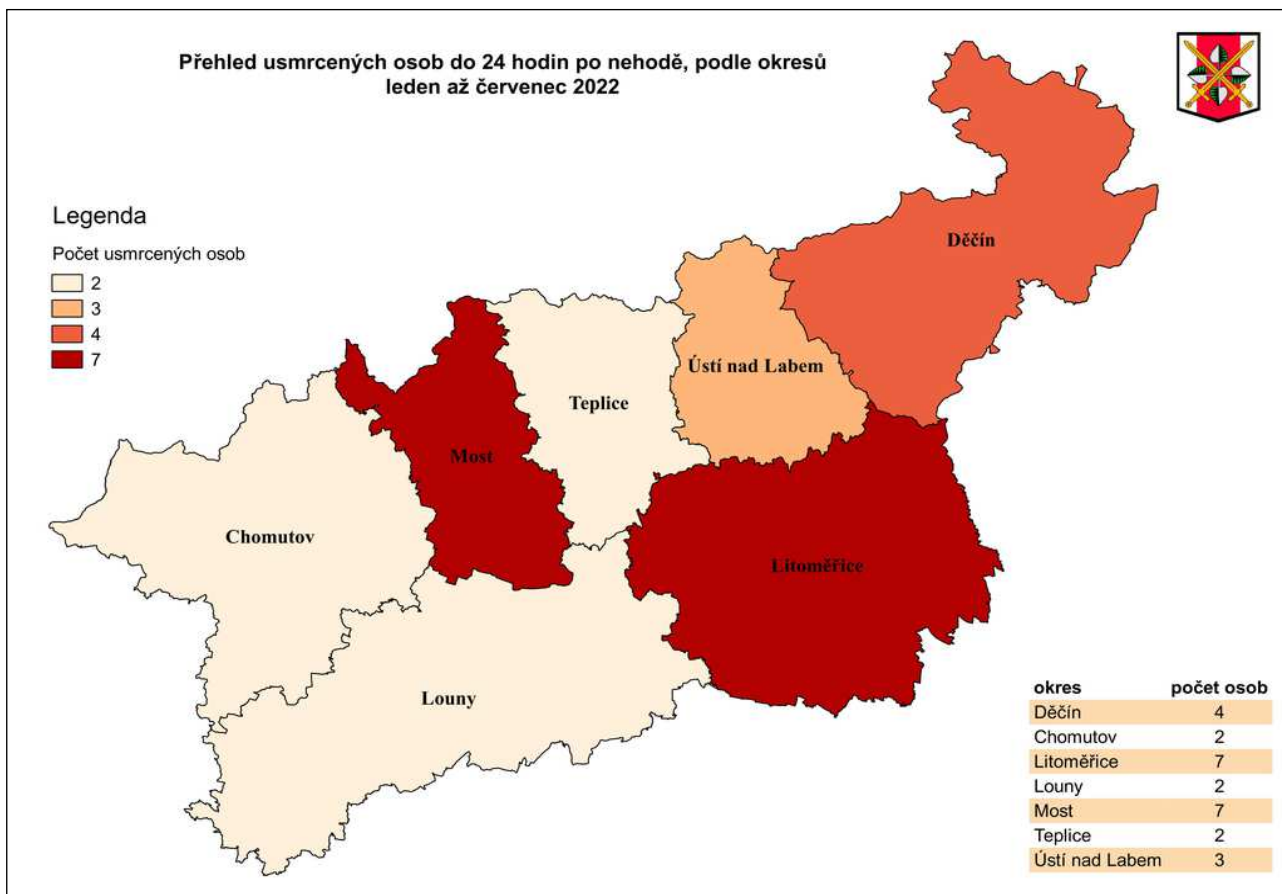 Přehled usmrcených osob do 24 hodin po nehodě, podle okresů
leden až červenec 2022
Legenda
Počet usmrcených osob
2
3
4
7
Děčín
Ústí nad Labem
Teplice
Most
Chomutov
Litoměřice
Louny
okres počet osob
Děčín 4
Chomutov 2
Litoměřice 7
Louny 2
Most 7
Teplice 2
Ústí nad Labem 3